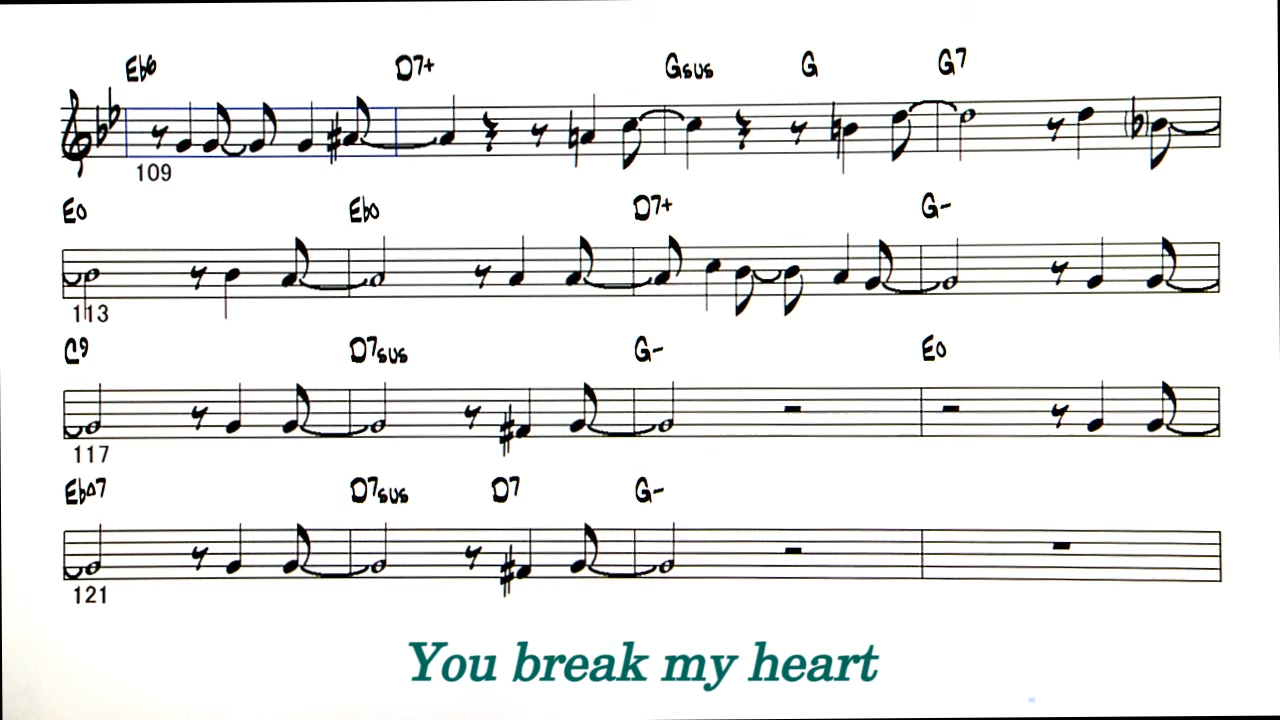 Eb6 D7+ Gsus G G7
109
Eo Ebo D7+ G-
113
C9 D7sus G- Eo
117
Eb△7 D7sus D7 G-
121
You break my heart